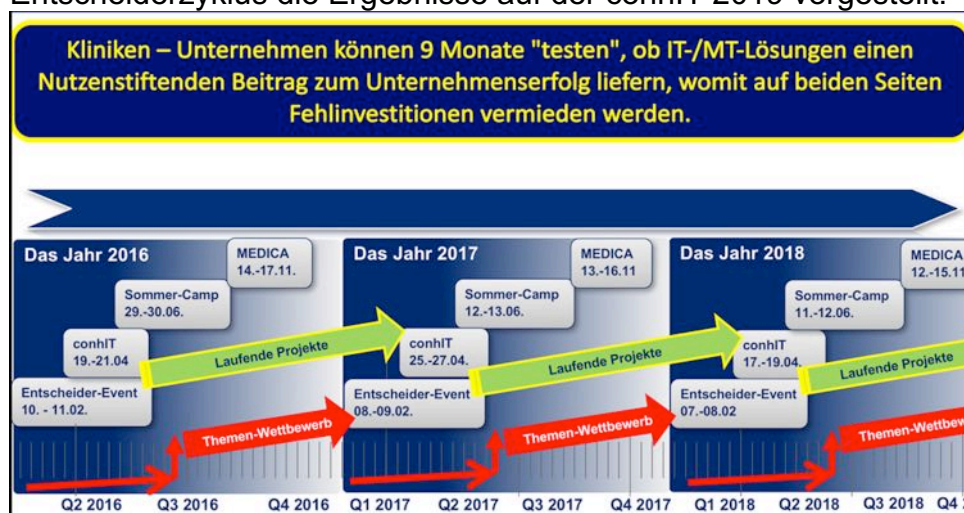 Entscheiderzyklus die Ergebnisse auf der conhIT 2019 vorgestellt.
Kliniken – Unternehmen können 9 Monate "testen", ob IT-/MT-Lösungen einen
Nutzenstiftenden Beitrag zum Unternehmenserfolg liefern, womit auf beiden Seiten
Fehlinvestitionen vermieden werden.
Das Jahr 2016
MEDICA
14.-17.11.
Sommer-Camp
29.-30.06.
conhIT
19.-21.04
Laufende Projekte
Entscheider-Event
10. - 11.02.
Themen-Wettbewerb
Q2 2016
Q3 2016
Q4 2016
Das Jahr 2017
MEDICA
13.-16.11
Sommer-Camp
12.-13.06.
conhIT
25.-27.04.
Laufende Projekte
Entscheider-Event
08.-09.02.
Themen-Wettbewerb
Q1 2017
Q2 2017
Q3 2017
Q4 2017
Das Jahr 2018
MEDICA
12.-15.11
Sommer-Camp
11.-12.06.
conhIT
17.-19.04.
Laufende Projekte
Entscheider-Event
07.-08.02
Themen-Wettbew
Q1 2018
Q2 2018
Q3 2018
Q4